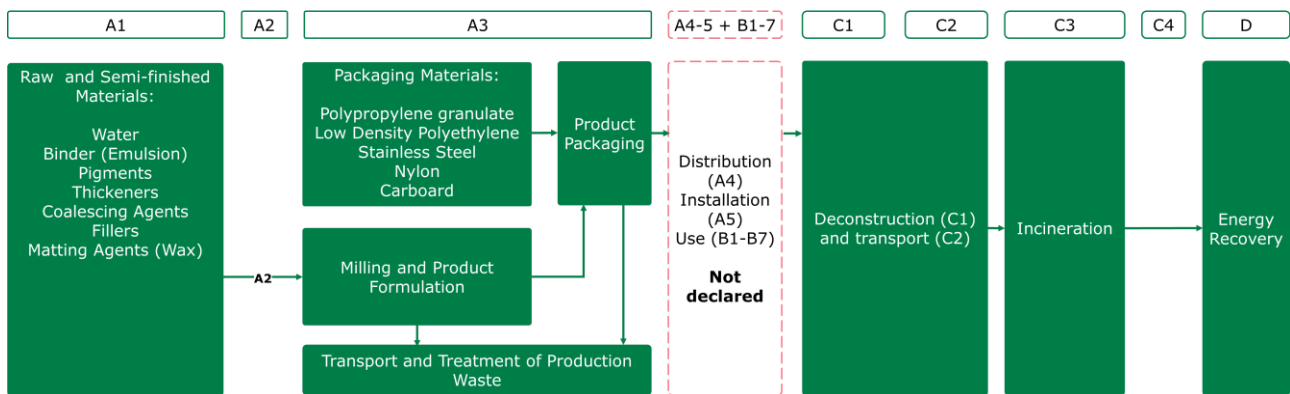 A1
A2
A3
A4-5 + B1-7
C1
C2
C3
C4
D
Raw and Semi-finished
Materials:
Water
Binder (Emulsion)
Pigments
Thickeners
Coalescing Agents
Fillers
Matting Agents (Wax)
A2
Packaging Materials:
Polypropylene granulate
Low Density Polyethylene
Stainless Steel
Nylon
Carboard
Product
Packaging
Milling and Product
Formulation
Transport and Treatment of Production
Waste
Distribution
(A4)
Installation
(A5)
Use (B1-B7)
Not
declared
Deconstruction (C1)
and transport (C2)
Incineration
Energy
Recovery